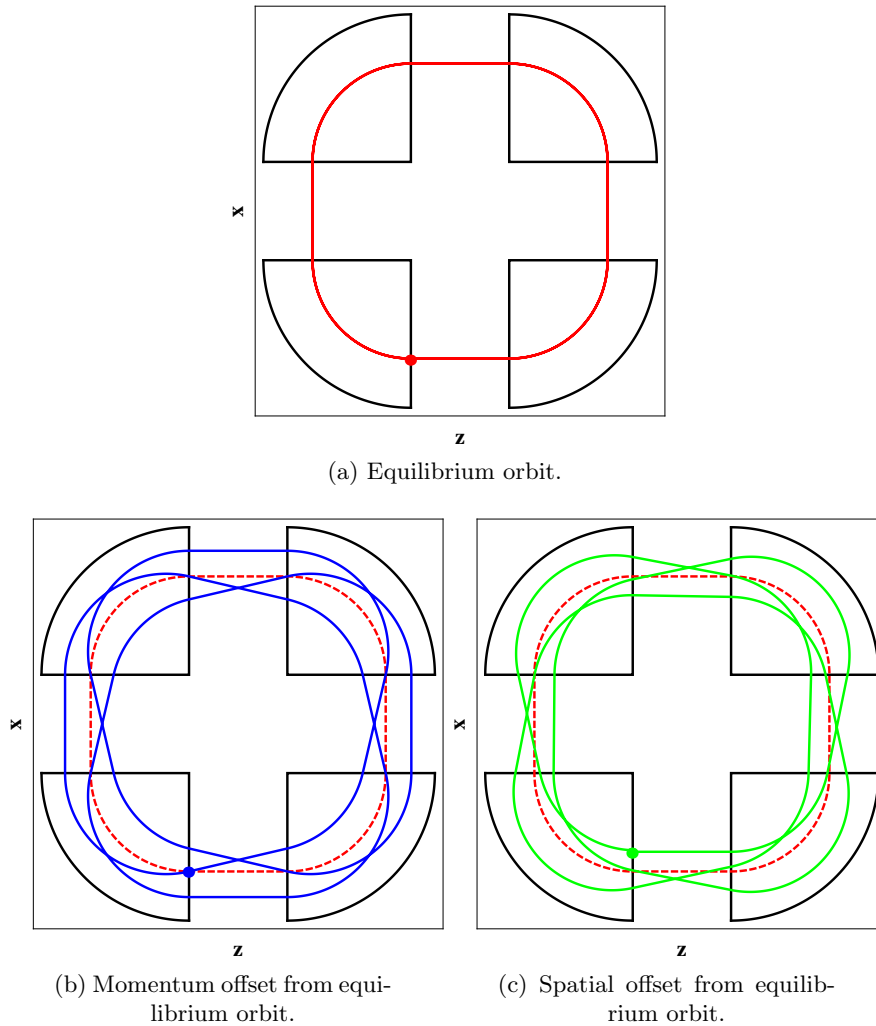 x
z
(a) Equilibrium orbit.
x
z
(b) Momentum offset from equi-
librium orbit.
x
z
(c) Spatial offset from equilib-
rium orbit.